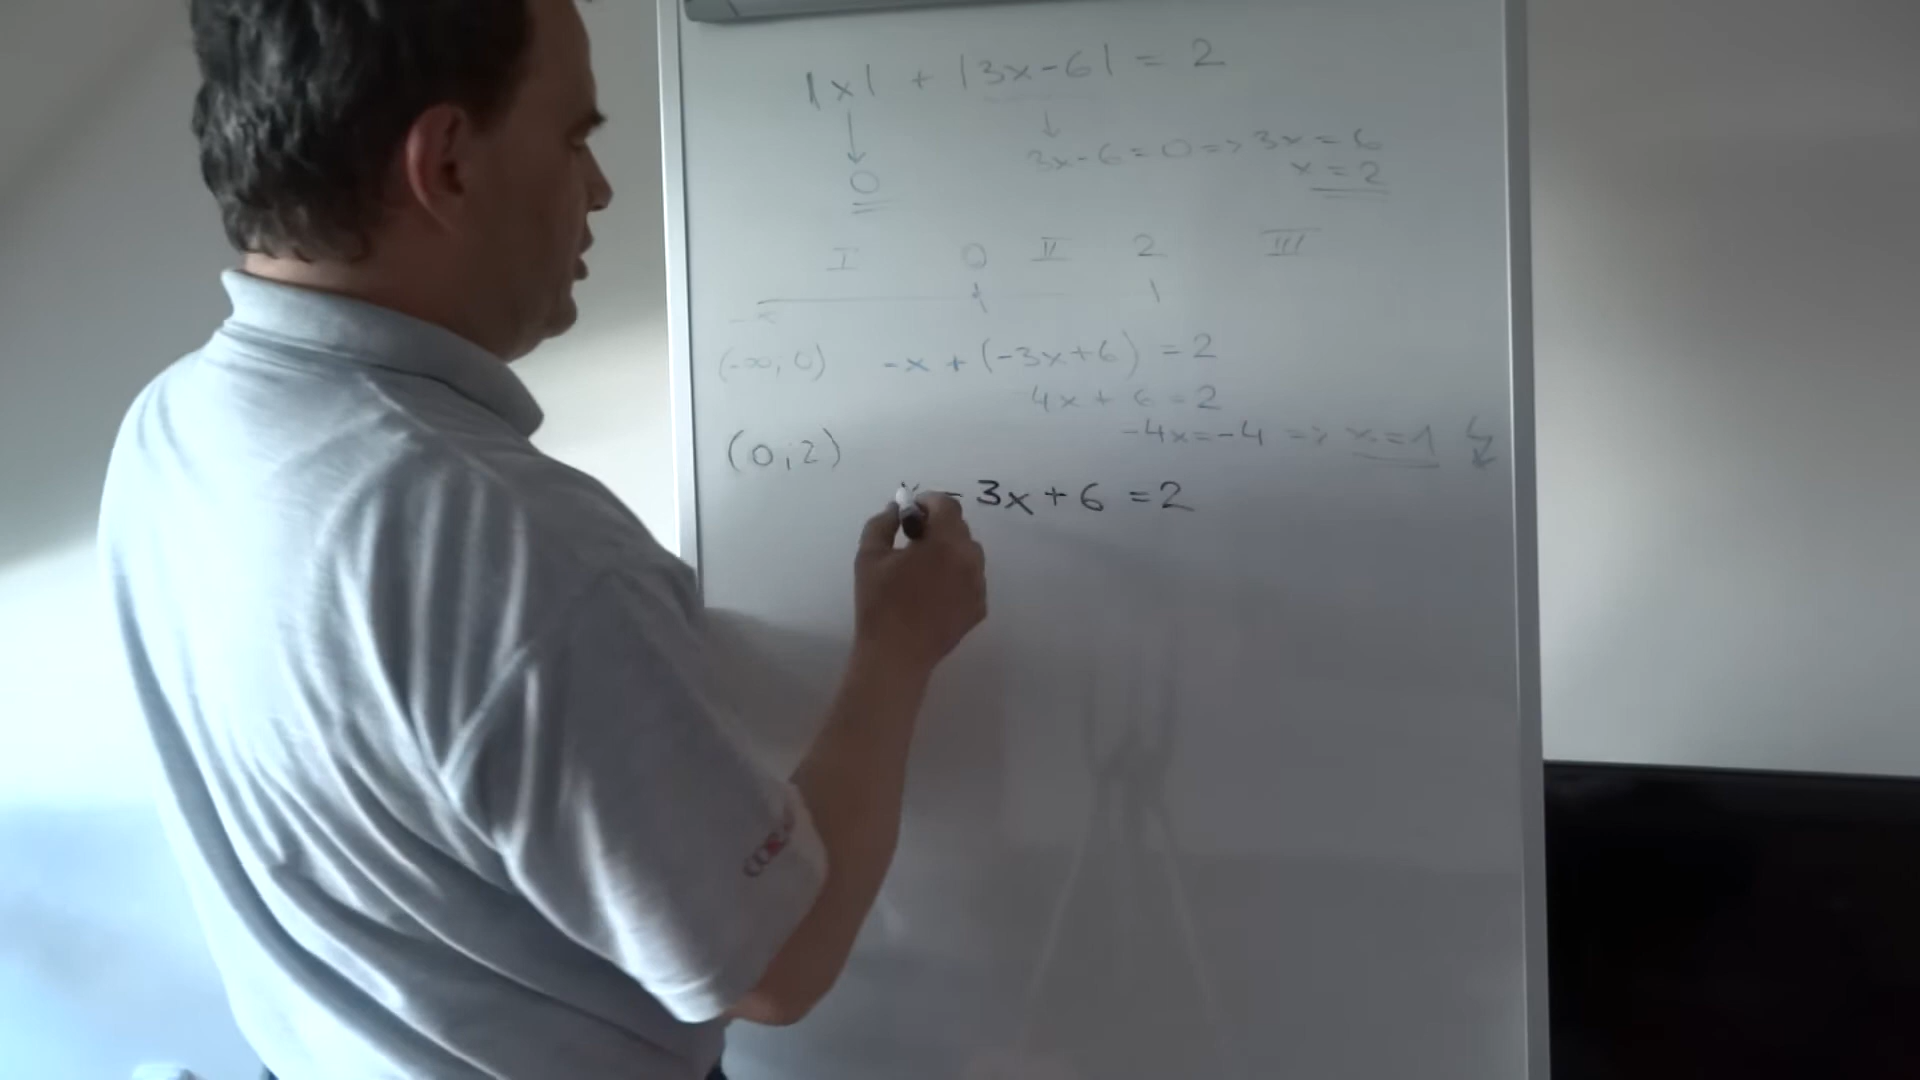 |x| + |3x-6| = 2
↓ ↓
0 3x-6=0 => 3x=6
x=2
I 0 II 2 III
(-∞;0) -x + (-3x+6) = 2
4x + 6 = 2
-4x=-4 => x=1
(0;2)
- 3x+6 =2